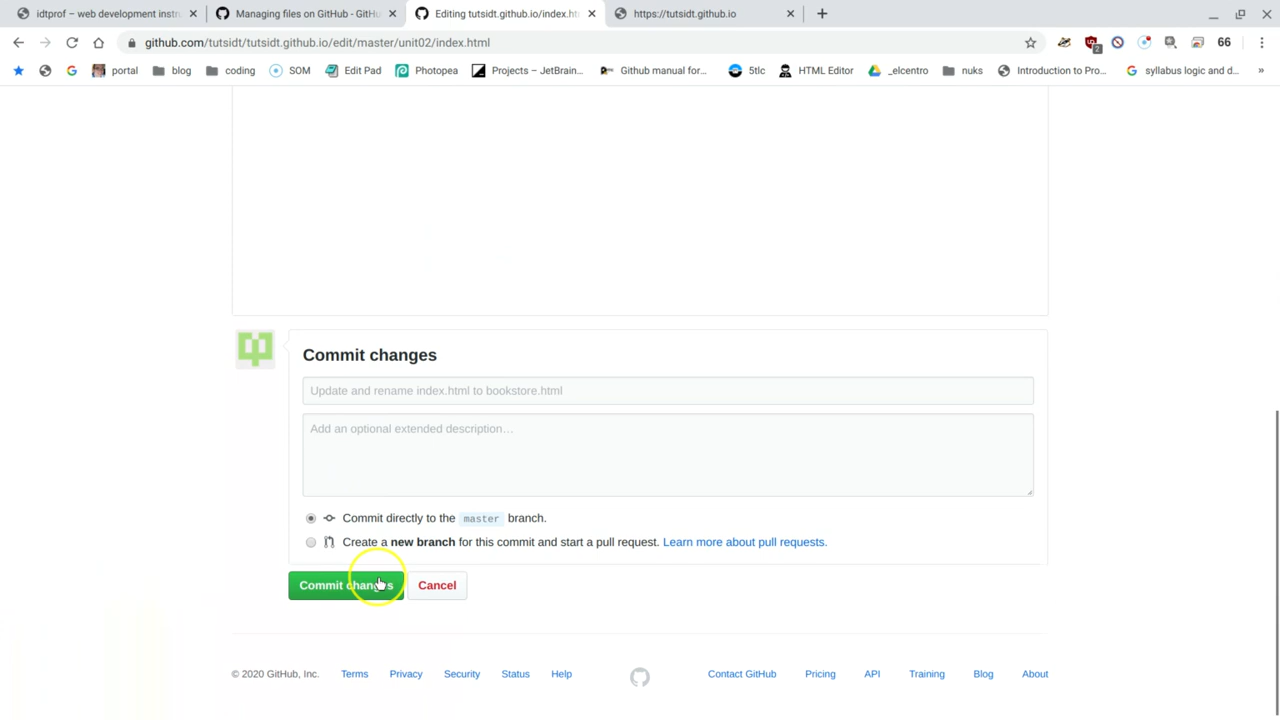 idtprof – web development instru
Managing files on GitHub - GitHu
Editing tutsidt.github.io/index.ht
https://tutsidt.github.io
github.com/tutsidt/tutsidt.github.io/edit/master/unit02/index.html
2
66
portal
blog
coding
SOM
Edit Pad
Photopea
Projects – JetBrain...
Github manual for...
5tlc
HTML Editor
_elcentro
nuks
Introduction to Pro...
syllabus logic and d...
»
Commit changes
Update and rename index.html to bookstore.html
Add an optional extended description…
Commit directly to the master branch.
Create a new branch for this commit and start a pull request. Learn more about pull requests.
Commit changes
Cancel
© 2020 GitHub, Inc.
Terms
Privacy
Security
Status
Help
Contact GitHub
Pricing
API
Training
Blog
About